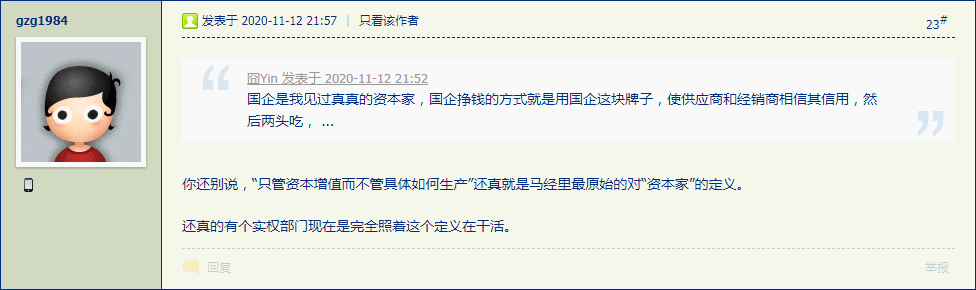 gzg1984
发表于 2020-11-12 21:57 | 只看该作者
23#
囧Yin 发表于 2020-11-12 21:52
国企是我见过真真的资本家，国企挣钱的方式就是用国企这块牌子，使供应商和经销商相信其信用，然
后两头吃， ...
你还别说，“只管资本增值而不管具体如何生产”还真就是马经里最原始的对“资本家”的定义。
还真的有个实权部门现在是完全照着这个定义在干活。
回复
举报